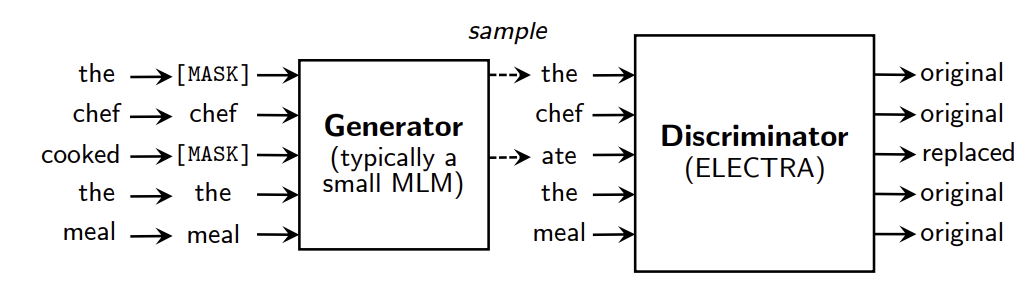 sample
the [MASK] the original
chef chef chef original
Generator
(typically a
small MLM)
Discriminator
(ELECTRA)
cooked [MASK] ate replaced
the the the original
meal meal meal original